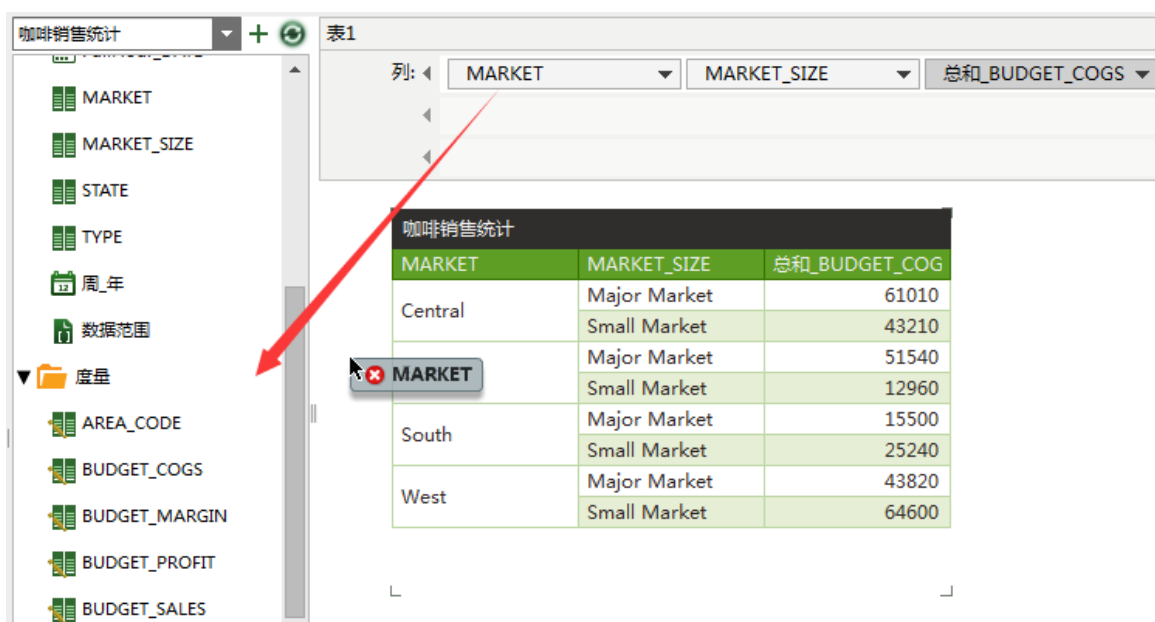 咖啡销售统计
表1
列: MARKET MARKET_SIZE 总和_BUDGET_COGS
MARKET
MARKET_SIZE
STATE
TYPE
周_年
数据范围
度量
AREA_CODE
BUDGET_COGS
BUDGET_MARGIN
BUDGET_PROFIT
BUDGET_SALES
咖啡销售统计
MARKET MARKET_SIZE 总和_BUDGET_COG
Central Major Market 61010
Small Market 43210
Major Market 51540
Small Market 12960
South Major Market 15500
Small Market 25240
West Major Market 43820
Small Market 64600
MARKET